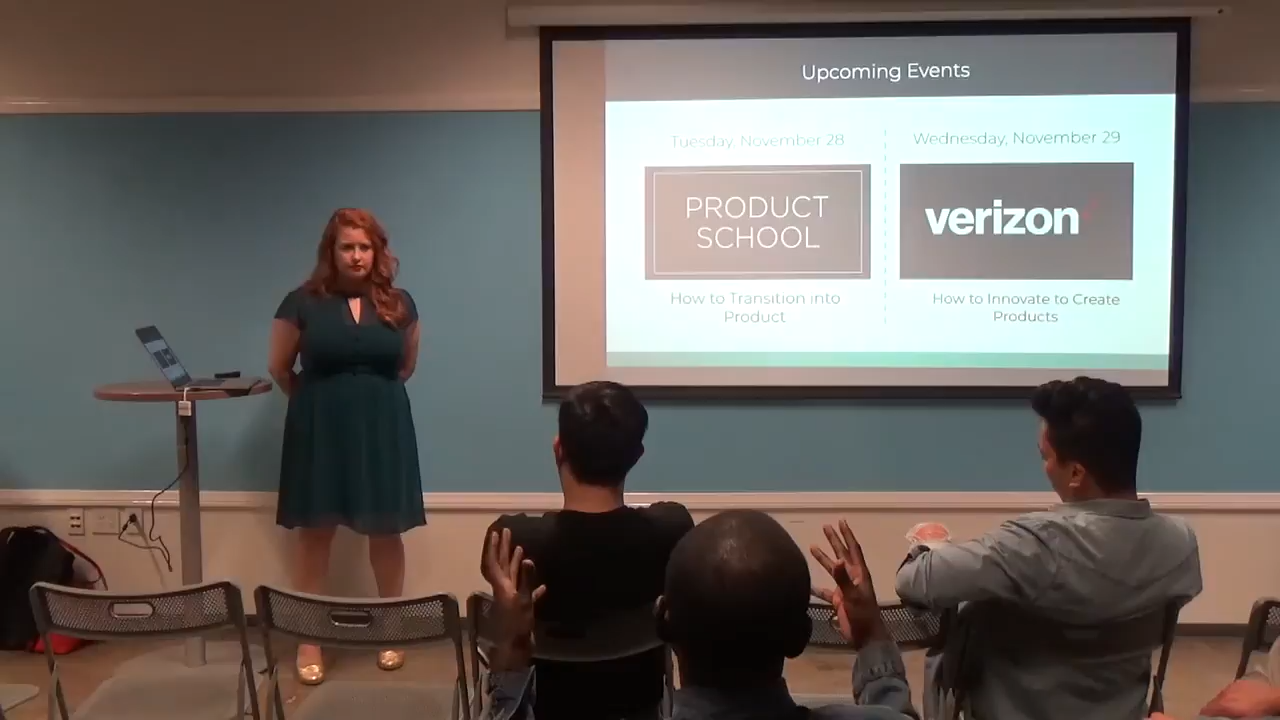 Upcoming Events
Tuesday, November 28
PRODUCT
SCHOOL
How to Transition into
Product
Wednesday, November 29
verizon
How to Innovate to Create
Products